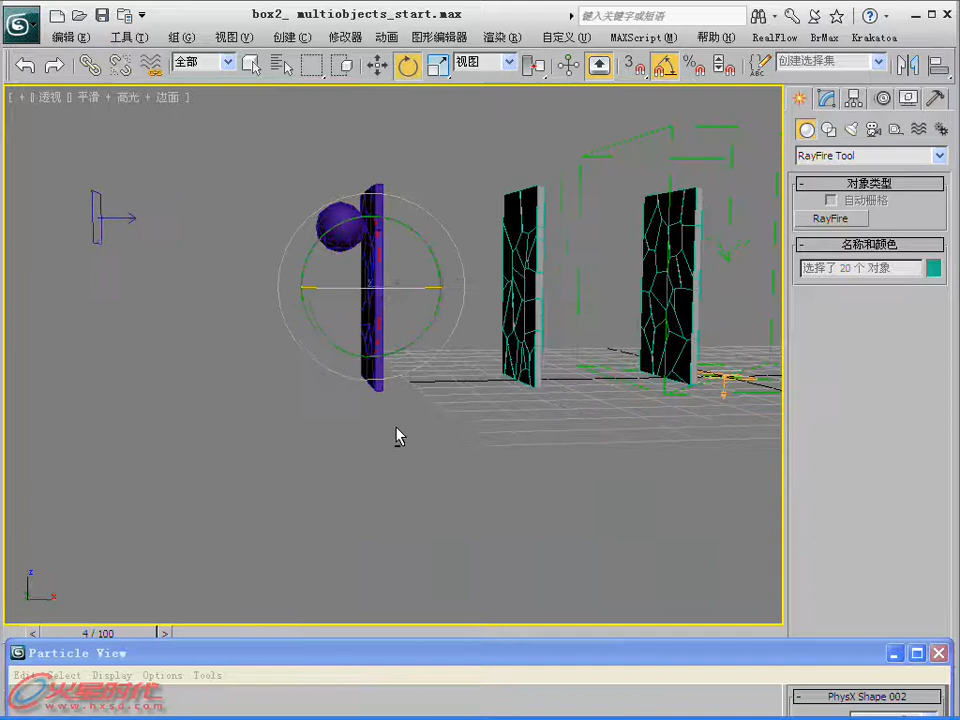 box2_ multiobjects_start.max
键入关键字或短语
编辑(E) 工具(T) 组(G) 视图(V) 创建(C) 修改器 动画 图形编辑器 渲染(R) 自定义(U) MAXScript(M) 帮助(H) RealFlow BrMax Krakatoa
全部 视图 3 % ABC 创建选择集
[ + [] 透视 [] 平滑 + 高光 + 边面 ]
RayFire Tool
- 对象类型
自动栅格
RayFire
- 名称和颜色
选择了 20 个 对象
z
x
< 4 / 100 >
Particle View
Edit Select Display Options Tools
火星时代
www.hxsd.com
- PhysX Shape 002